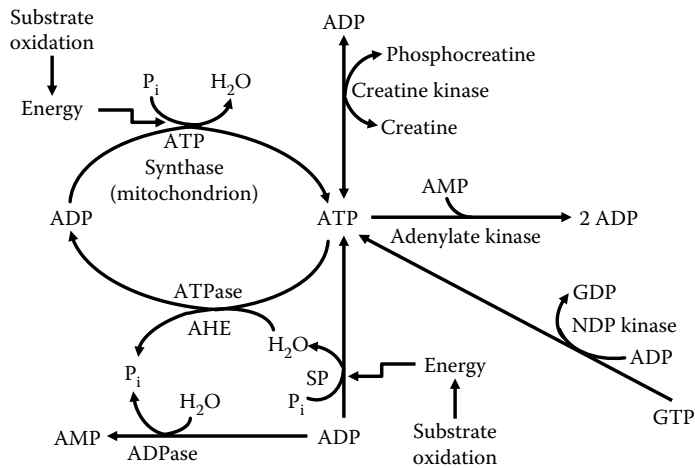 Substrate
oxidation
Energy
Pi
H2O
ATP
Synthase
(mitochondrion)
ADP
ADP
Phosphocreatine
Creatine kinase
Creatine
ATP
AMP
2 ADP
Adenylate kinase
ATPase
AHE
H2O
Pi
SP
Pi
Energy
Substrate
oxidation
GDP
NDP kinase
ADP
GTP
H2O
AMP
ADPase
ADP